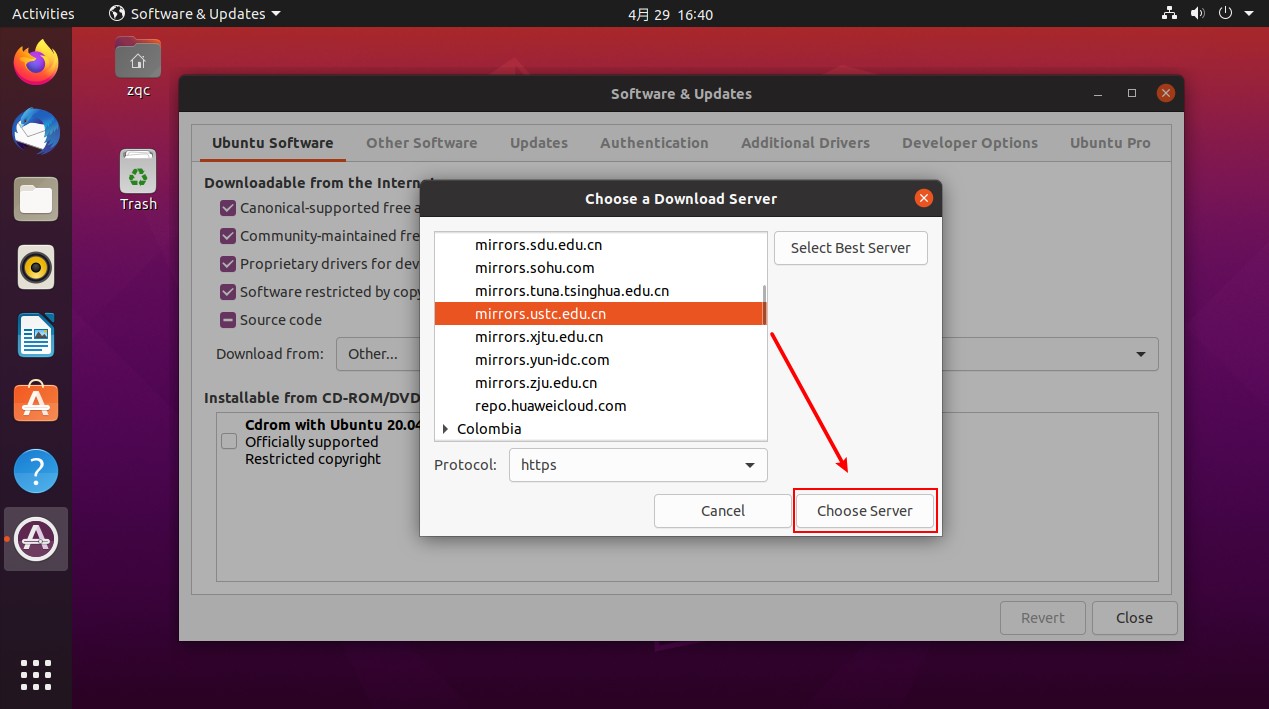 Activities
Software & Updates
4月 29 16:40
zqc
Trash
Software & Updates
Ubuntu Software
Other Software
Updates
Authentication
Additional Drivers
Developer Options
Ubuntu Pro
Downloadable from the Internet
Canonical-supported free a
Community-maintained fre
Proprietary drivers for dev
Software restricted by copy
Source code
Download from:
Other...
Installable from CD-ROM/DVD
Cdrom with Ubuntu 20.04
Officially supported
Restricted copyright
Choose a Download Server
mirrors.sdu.edu.cn
mirrors.sohu.com
mirrors.tuna.tsinghua.edu.cn
mirrors.ustc.edu.cn
mirrors.xjtu.edu.cn
mirrors.yun-idc.com
mirrors.zju.edu.cn
repo.huaweicloud.com
Colombia
Select Best Server
Protocol:
https
Cancel
Choose Server
Revert
Close